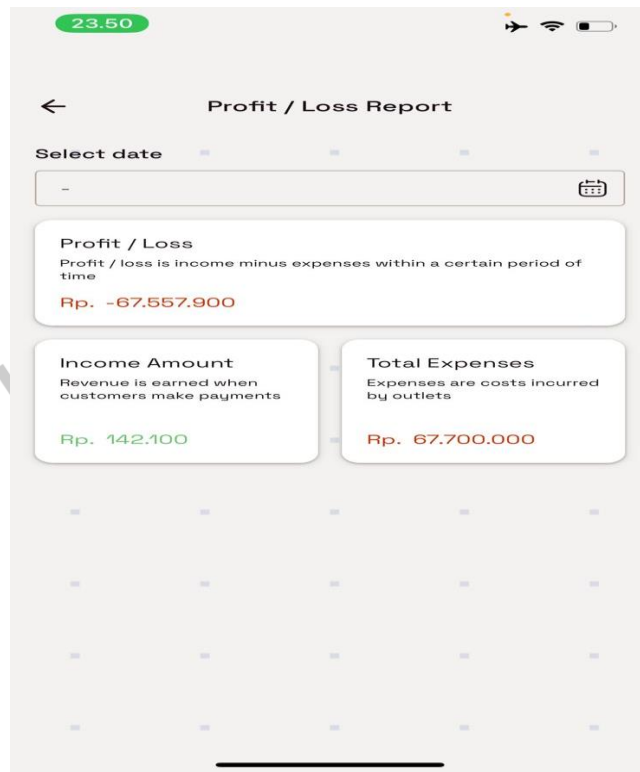 23.50
Profit / Loss Report
Select date
-
Profit / Loss
Profit / loss is income minus expenses within a certain period of
time
Rp. -67.557.900
Income Amount
Revenue is earned when
customers make payments
Rp. 142.100
Total Expenses
Expenses are costs incurred
by outlets
Rp. 67.700.000